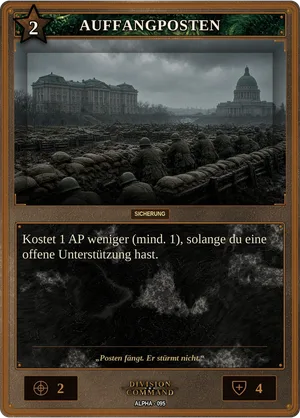 2
AUFFANGPOSTEN
SICHERUNG
Kostet 1 AP weniger (mind. 1), solange du eine
offene Unterstützung hast.
„Posten fängt. Er stürmt nicht.“
2
DIVISION
COMMAND
ALPHA · 095
4